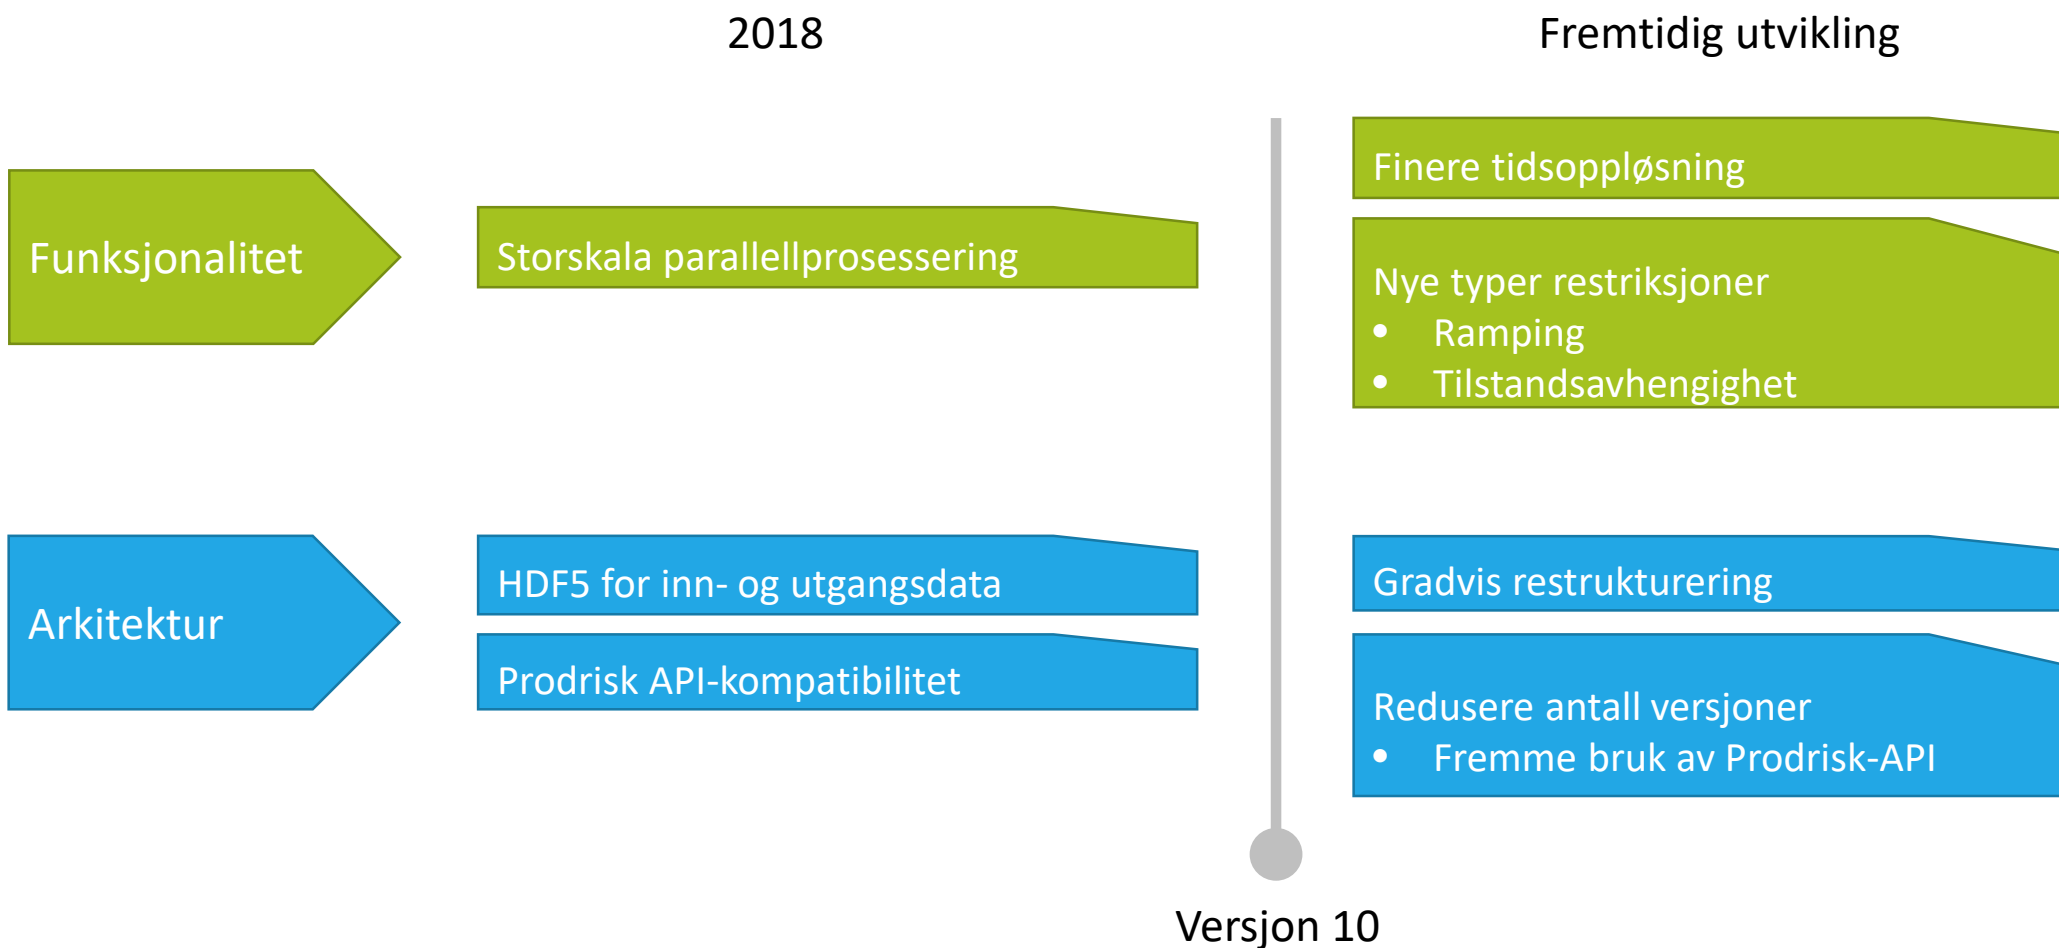 2018
Fremtidig utvikling
Funksjonalitet
Storskala parallellprosessering
Finere tidsoppløsning
Nye typer restriksjoner
• Ramping
• Tilstandsavhengighet
Arkitektur
HDF5 for inn- og utgangsdata
Prodrisk API-kompatibilitet
Gradvis restrukturering
Redusere antall versjoner
• Fremme bruk av Prodrisk-API
Versjon 10